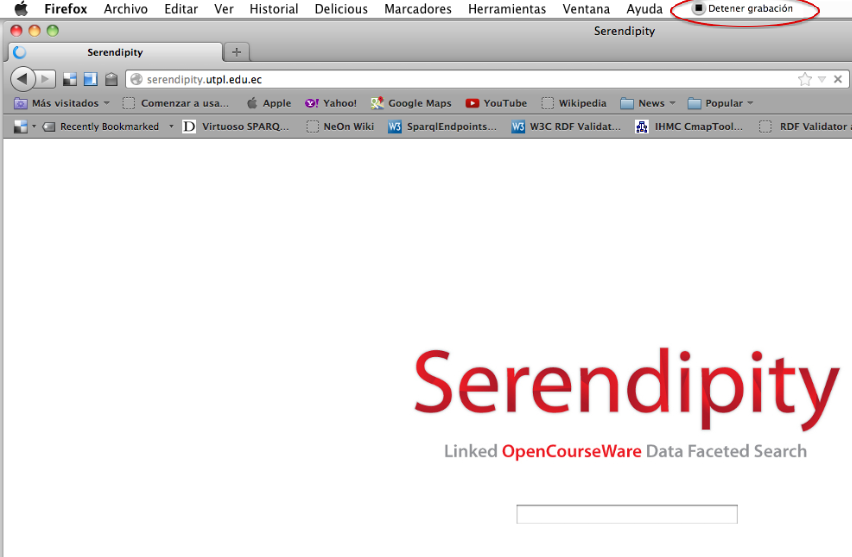 Firefox Archivo Editar Ver Historial Delicious Marcadores Herramientas Ventana Ayuda Detener grabación
Serendipity
Serendipity
serendipity.utpl.edu.ec
Más visitados Comenzar a usa... Apple Yahoo! Google Maps YouTube Wikipedia News Popular
Recently Bookmarked D Virtuoso SPARQ... NeOn Wiki W3 SparqlEndpoints... W3 W3C RDF Validat... IHMC CmapTool... RDF Validator a
Serendipity
Linked OpenCourseWare Data Faceted Search